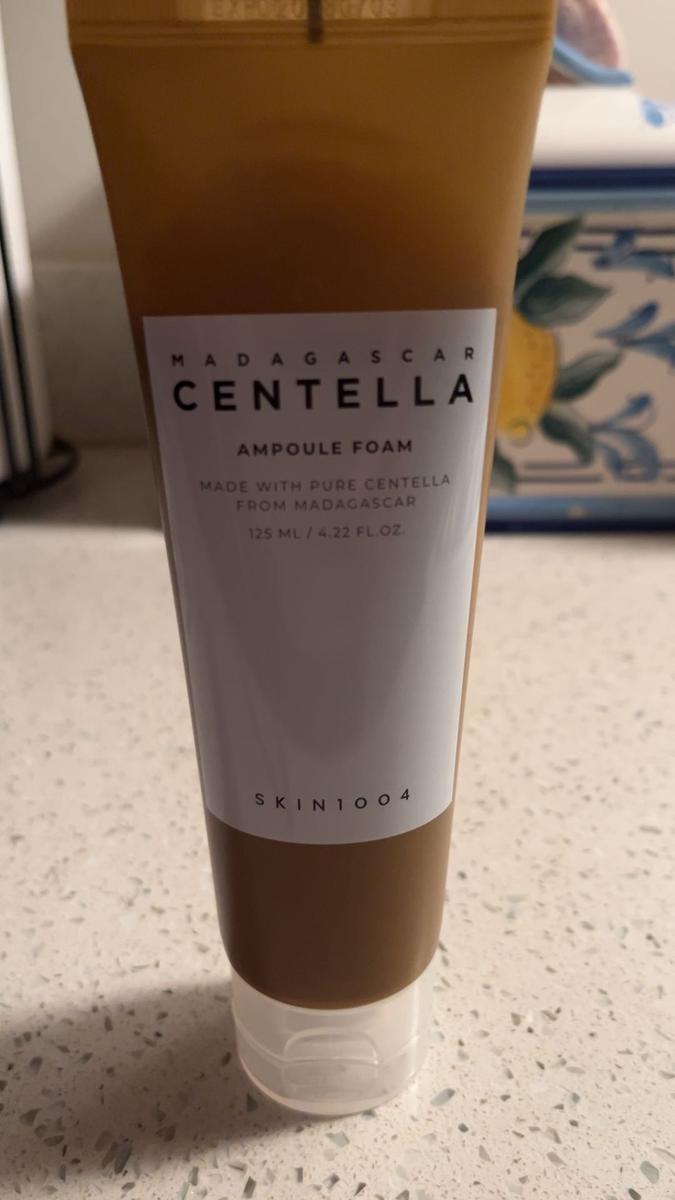 MADAGASCAR
CENTELLA
AMPOULE FOAM
MADE WITH PURE CENTELLA
FROM MADAGASCAR
125 ML / 4.22 FL.OZ.
SKIN1004